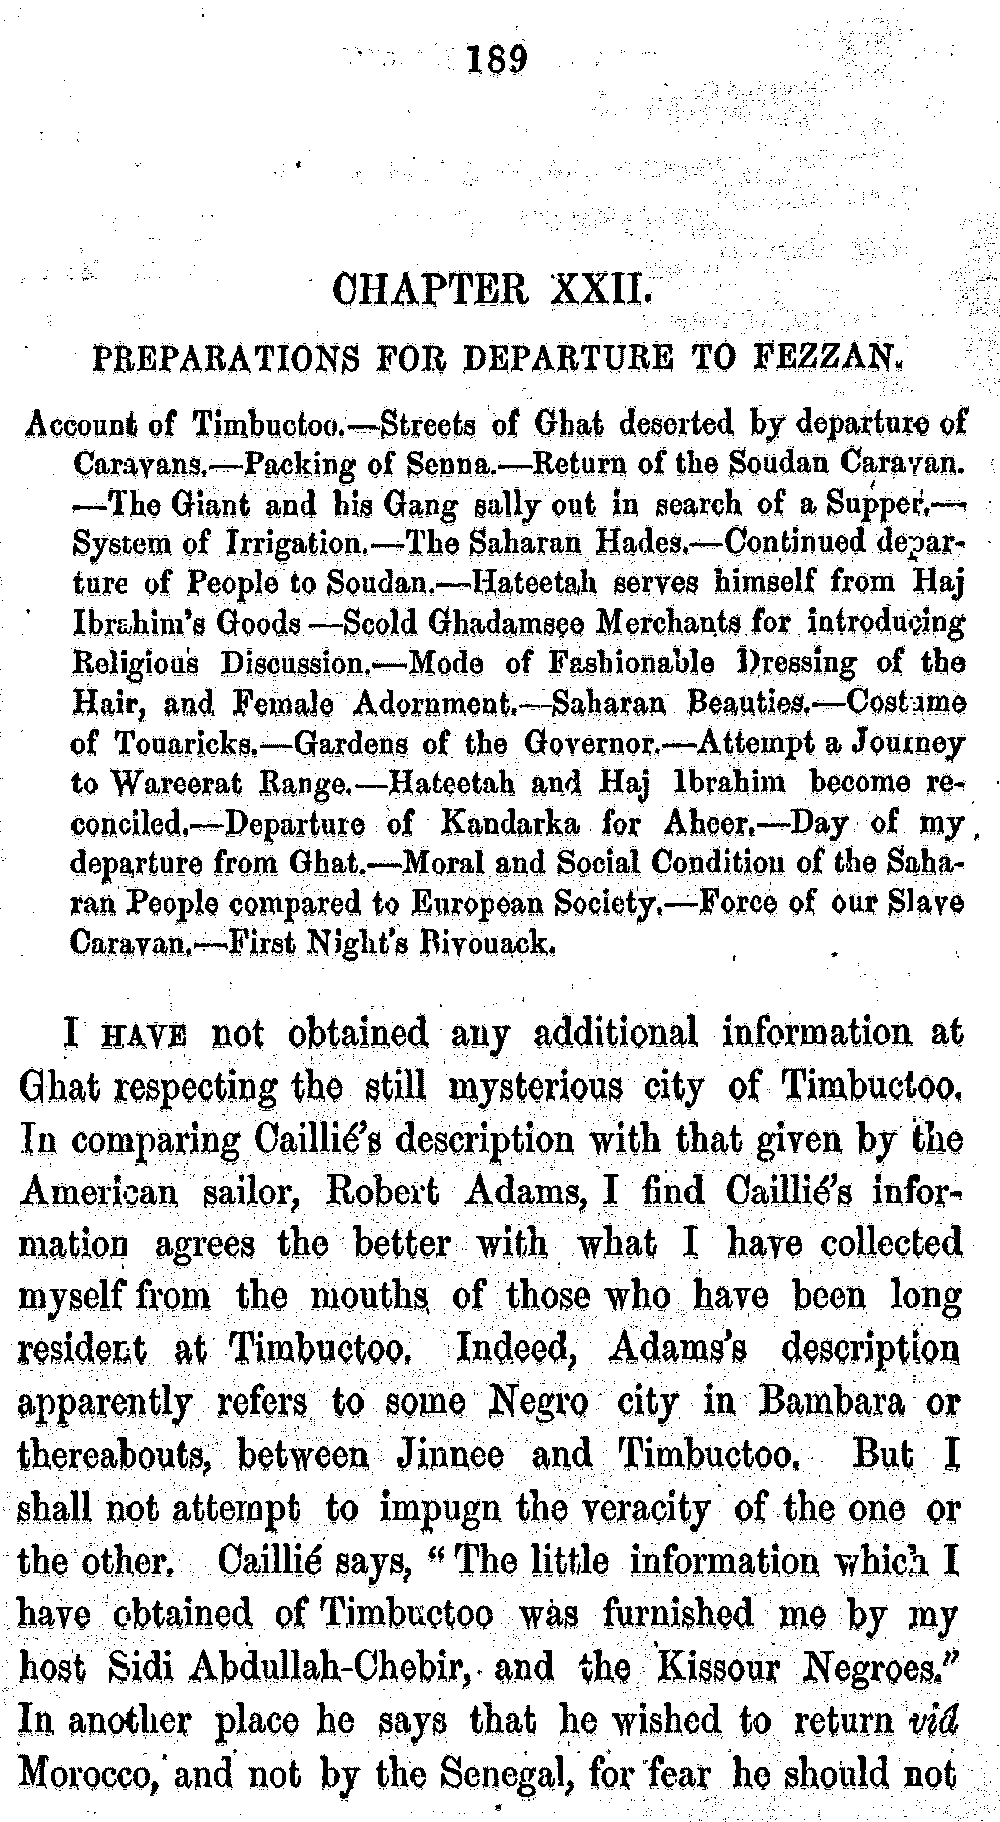 189
CHAPTER XXII.
PREPARATIONS FOR DEPARTURE TO FEZZAN.
Account of Timbuctoo.—Streets of Ghat deserted by departure of
Caravans.—Packing of Senna.—Return of the Soudan Caravan.
—The Giant and his Gang sally out in search of a Supper.—
System of Irrigation.—The Saharan Hades.—Continued depar-
ture of People to Soudan.—Hateetah serves himself from Haj
Ibrahim's Goods—Scold Ghadamsee Merchants for introducing
Religious Discussion.—Mode of Fashionable Dressing of the
Hair, and Female Adornment.—Saharan Beauties.—Costume
of Touaricks.—Gardens of the Governor.—Attempt a Journey
to Wareerat Range.—Hateetah and Haj Ibrahim become re-
conciled.—Departure of Kandarka for Aheer.—Day of my
departure from Ghat.—Moral and Social Condition of the Saha-
ran People compared to European Society.—Force of our Slave
Caravan.—First Night's Bivouack.
I HAVE not obtained any additional information at
Ghat respecting the still mysterious city of Timbuctoo.
In comparing Caillié's description with that given by the
American sailor, Robert Adams, I find Caillié's infor-
mation agrees the better with what I have collected
myself from the mouths of those who have been long
resident at Timbuctoo. Indeed, Adams's description
apparently refers to some Negro city in Bambara or
thereabouts, between Jinnee and Timbuctoo. But I
shall not attempt to impugn the veracity of the one or
the other. Caillié says, “The little information which I
have obtained of Timbuctoo was furnished me by my
host Sidi Abdullah-Chebir, and the Kissour Negroes.”
In another place he says that he wished to return viâ
Morocco, and not by the Senegal, for fear he should not